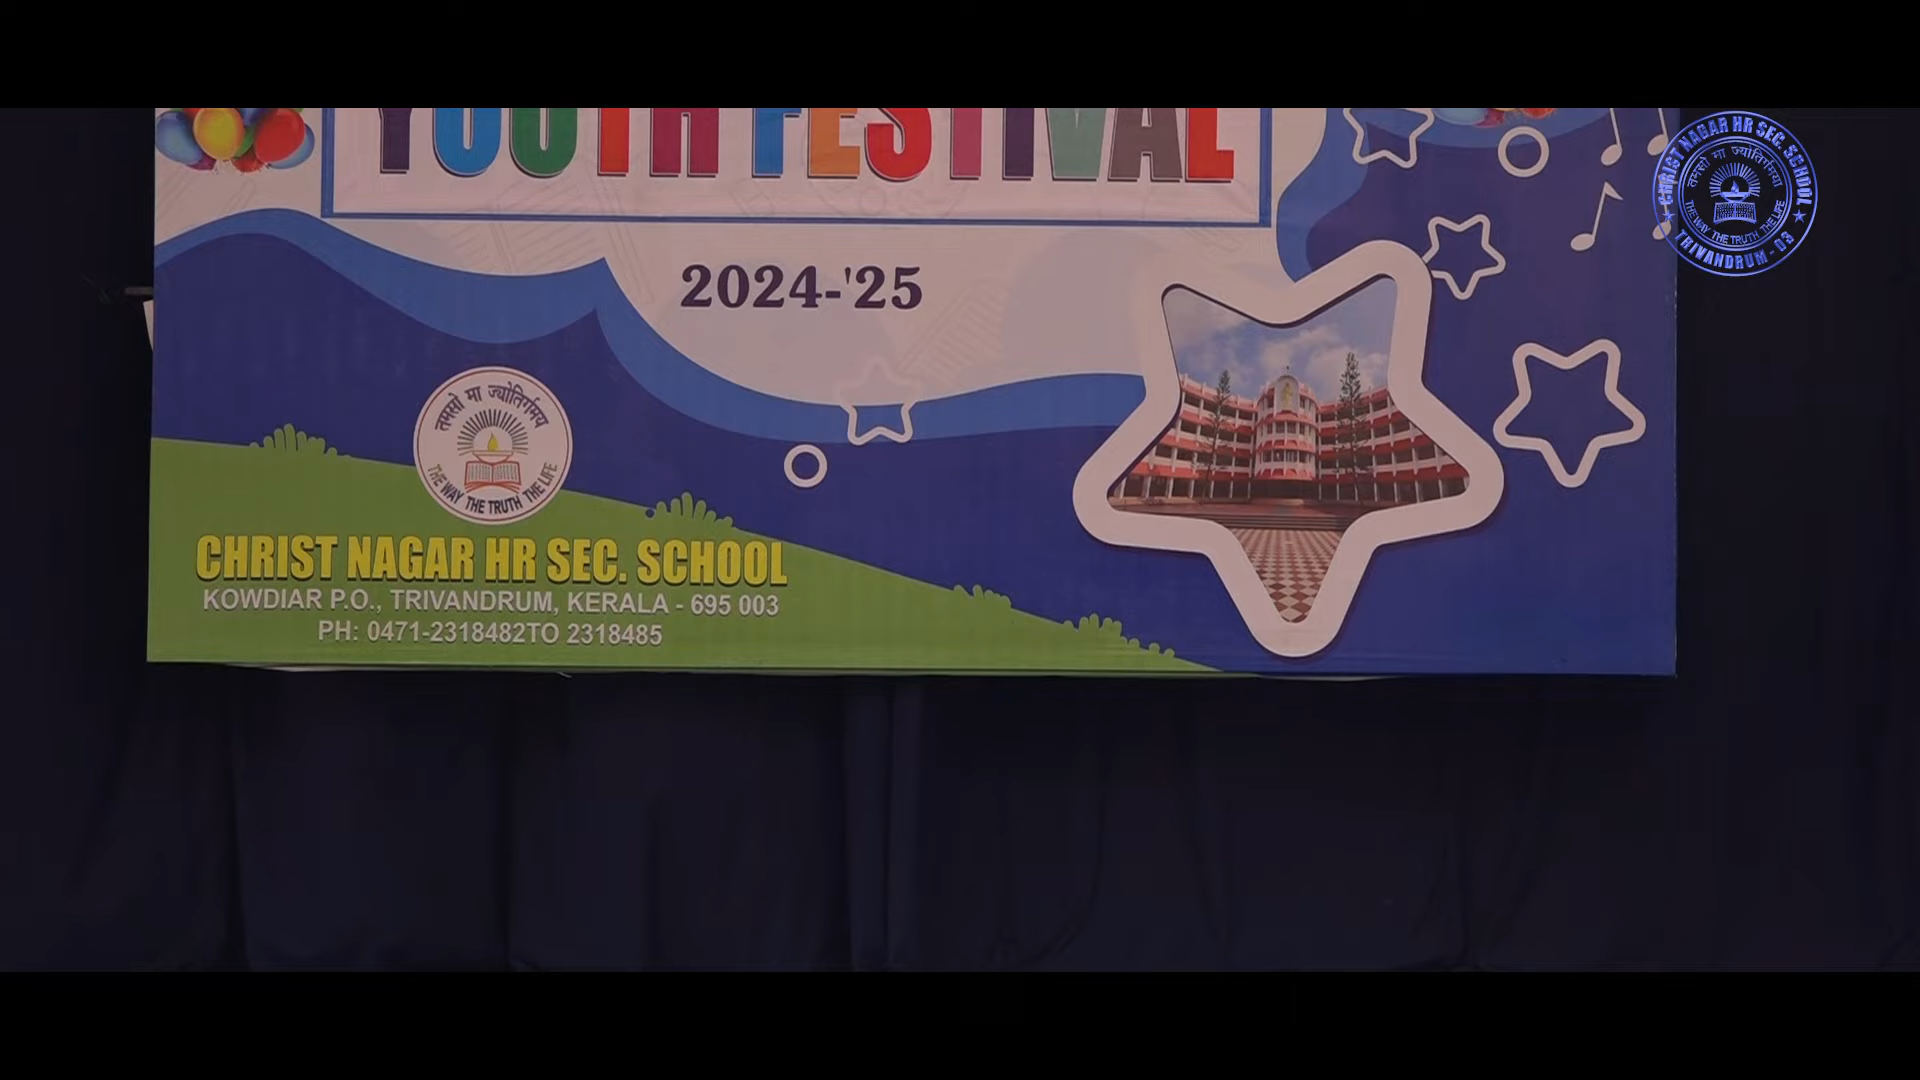 YOUTH FESTIVAL
2024-'25
तमसो मा ज्योतिर्गमय
THE WAY THE TRUTH THE LIFE
CHRIST NAGAR HR SEC. SCHOOL
KOWDIAR P.O., TRIVANDRUM, KERALA - 695 003
PH: 0471-2318482TO 2318485
CHRIST NAGAR HR SEC. SCHOOL
तमसो मा ज्योतिर्गमय
THE WAY THE TRUTH THE LIFE
TRIVANDRUM - 03